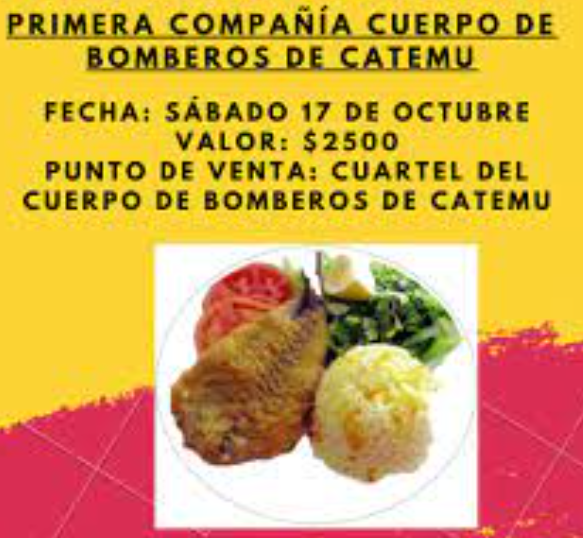 PRIMERA COMPAÑÍA CUERPO DE
BOMBEROS DE CATEMU
FECHA: SÁBADO 17 DE OCTUBRE
VALOR: $2500
PUNTO DE VENTA: CUARTEL DEL
CUERPO DE BOMBEROS DE CATEMU